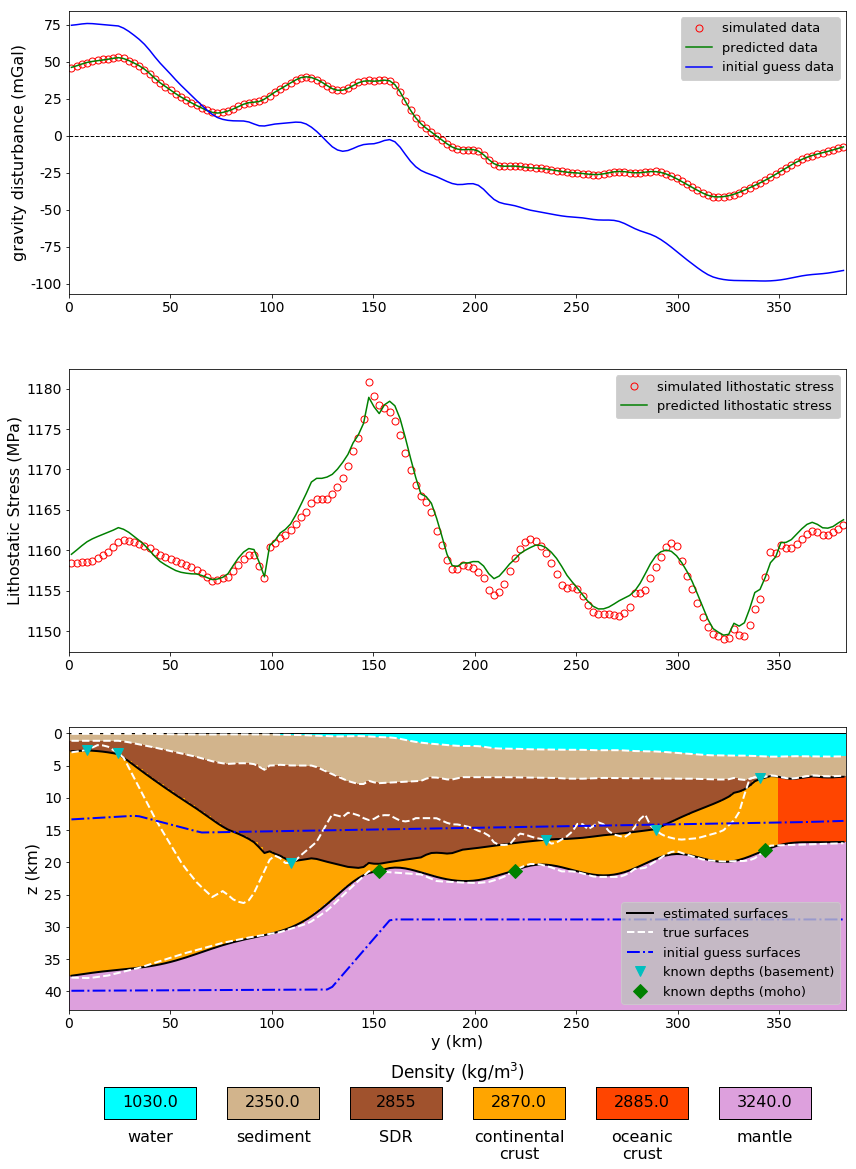 gravity disturbance (mGal)
75
50
25
0
-25
-50
-75
-100
simulated data
predicted data
initial guess data
0 50 100 150 200 250 300 350
Lithostatic Stress (MPa)
1180
1175
1170
1165
1160
1155
1150
simulated lithostatic stress
predicted lithostatic stress
0 50 100 150 200 250 300 350
z (km)
0
5
10
15
20
25
30
35
40
estimated surfaces
true surfaces
initial guess surfaces
known depths (basement)
known depths (moho)
0 50 100 150 200 250 300 350
y (km)
Density (kg/m³)
1030.0 2350.0 2855 2870.0 2885.0 3240.0
water sediment SDR continental oceanic mantle
crust crust